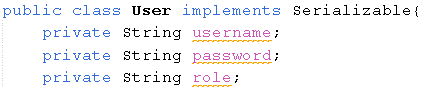 public class User implements Serializable{
    private String username;
    private String password;
    private String role;